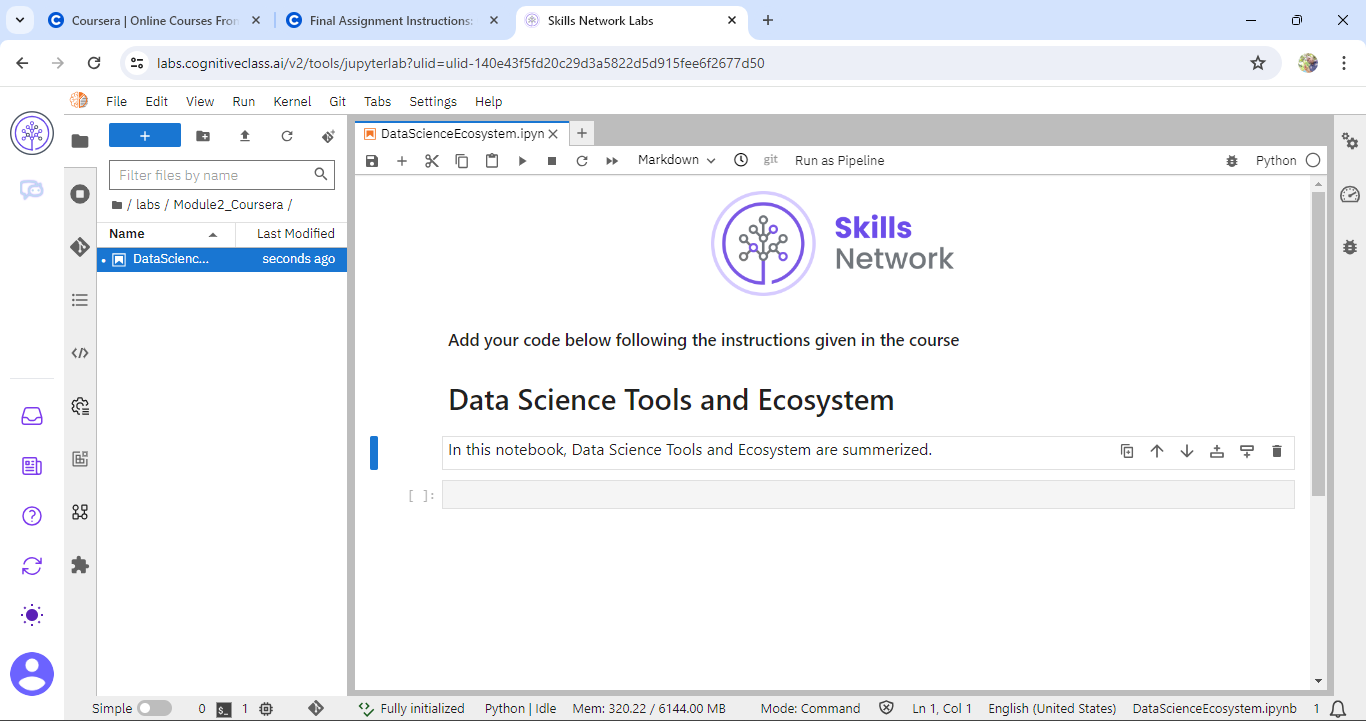 Coursera | Online Courses From
Final Assignment Instructions:
Skills Network Labs
labs.cognitiveclass.ai/v2/tools/jupyterlab?ulid=ulid-140e43f5fd20c29d3a5822d5d915fee6f2677d50
File Edit View Run Kernel Git Tabs Settings Help
DataScienceEcosystem.ipyn
Markdown
git
Run as Pipeline
Python
Filter files by name
/ labs / Module2_Coursera /
Name Last Modified
DataScienc... seconds ago
Skills
Network
Add your code below following the instructions given in the course
Data Science Tools and Ecosystem
In this notebook, Data Science Tools and Ecosystem are summerized.
[ ]:
Simple 0 $_ 1 Fully initialized Python | Idle Mem: 320.22 / 6144.00 MB Mode: Command Ln 1, Col 1 English (United States) DataScienceEcosystem.ipynb 1